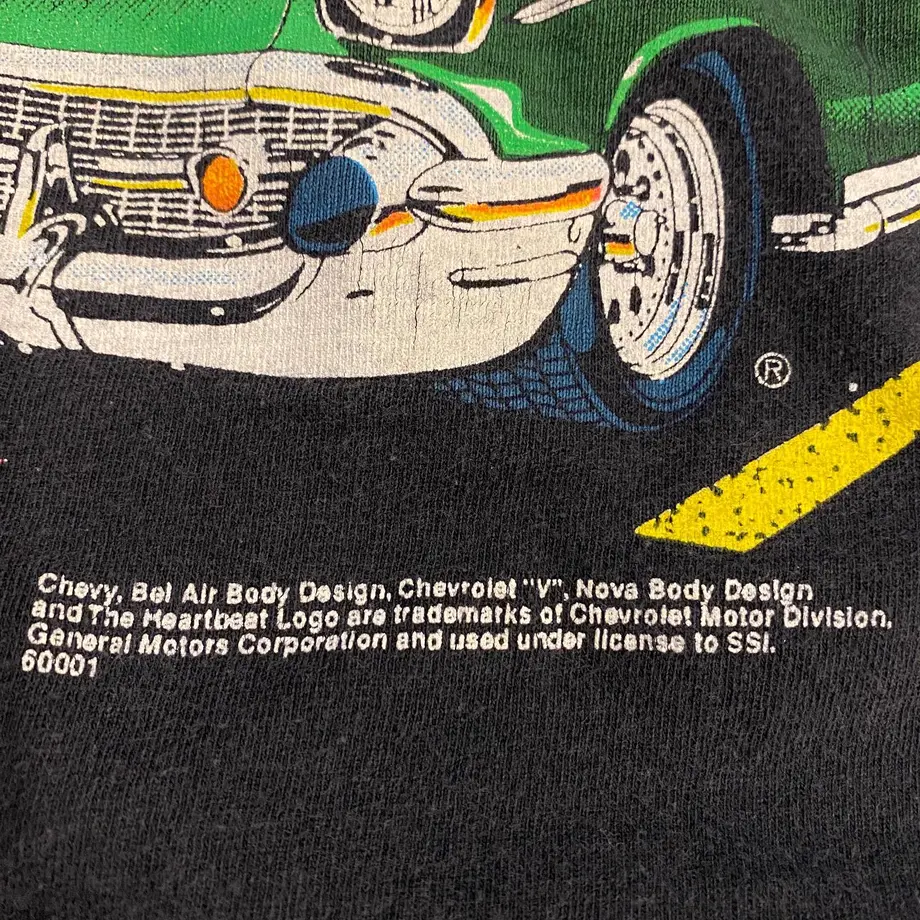 ®
Chevy, Bel Air Body Design, Chevrolet "V", Nova Body Design
and The Heartbeat Logo are trademarks of Chevrolet Motor Division,
General Motors Corporation and used under license to SSI.
60001